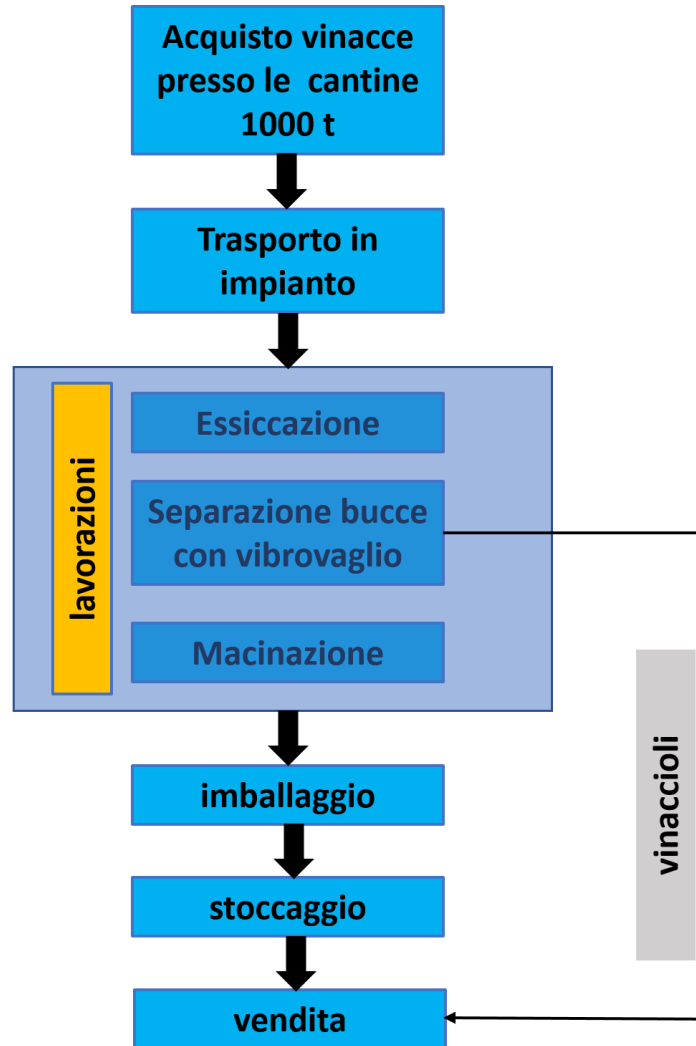 Acquisto vinacce
presso le cantine
1000 t
Trasporto in
impianto
lavorazioni
Essiccazione
Separazione bucce
con vibrovaglio
Macinazione
vinaccioli
imballaggio
stoccaggio
vendita